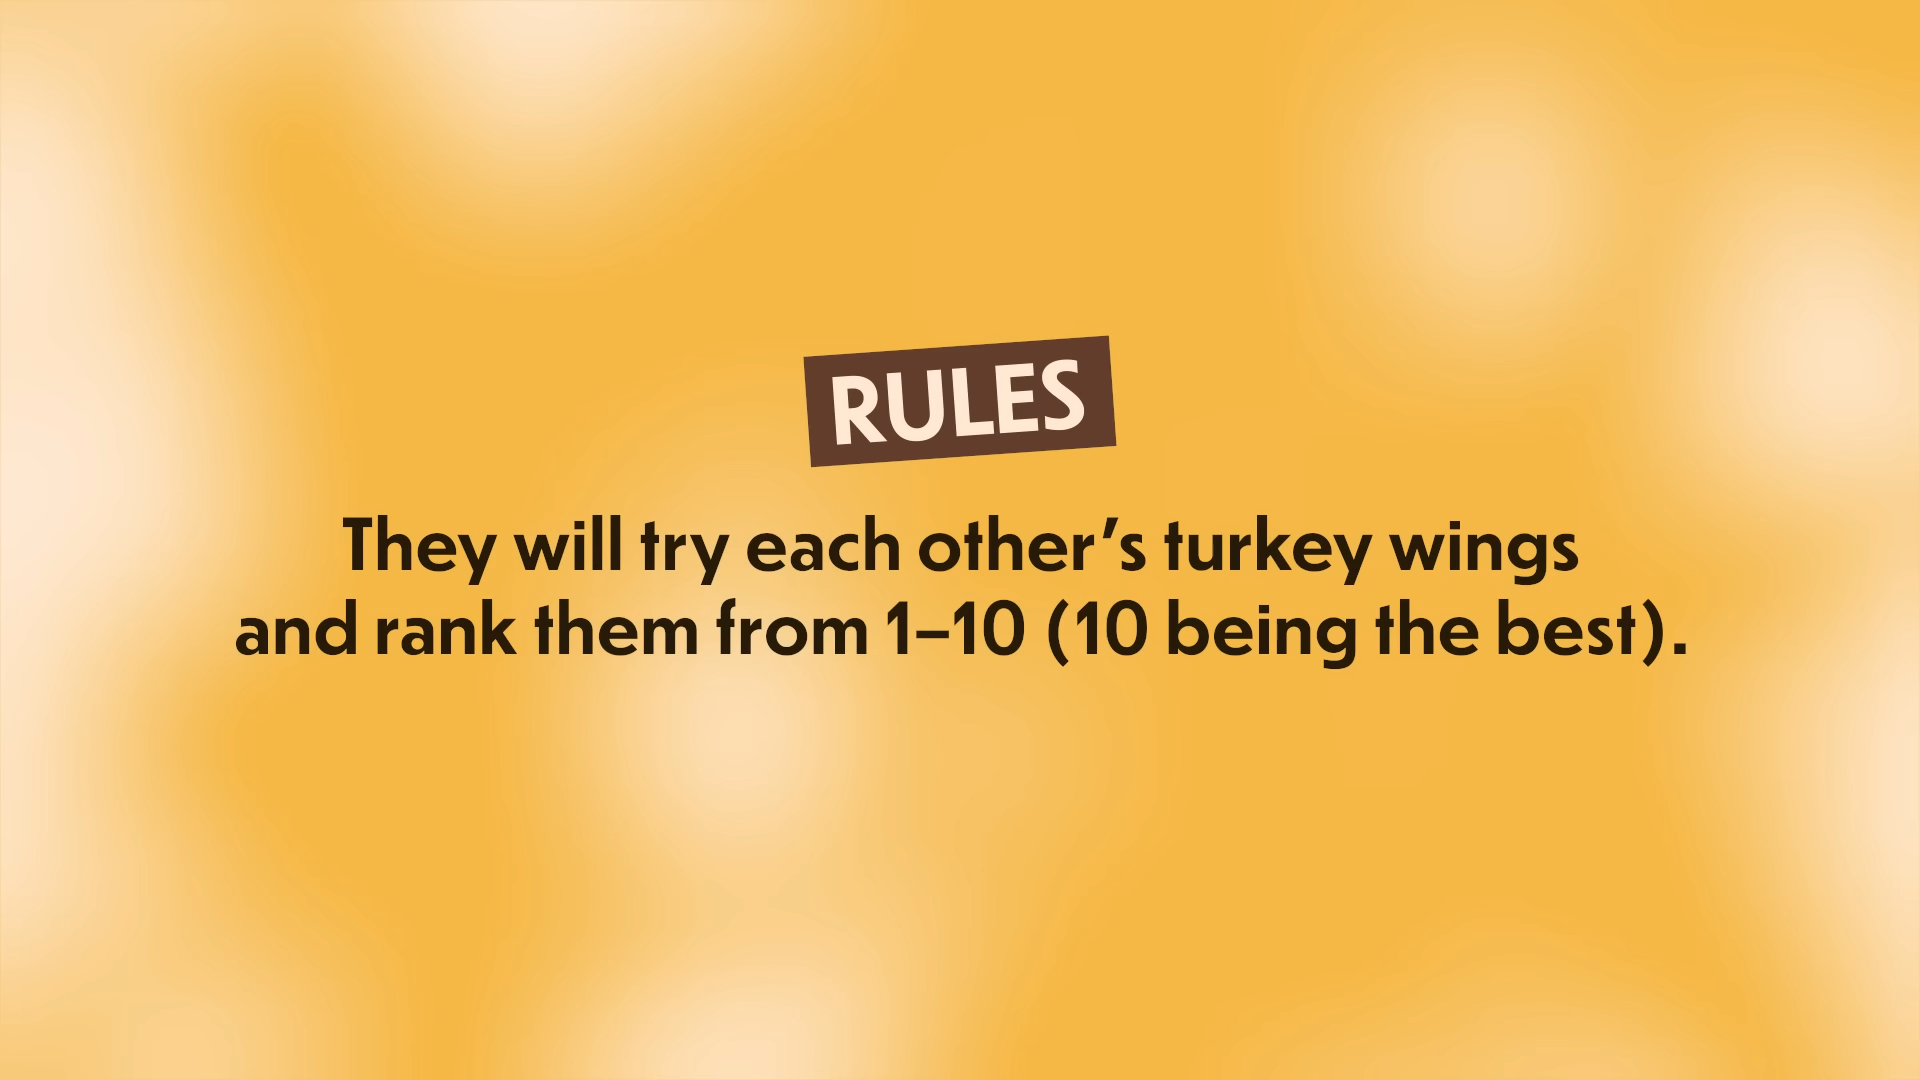 RULES
They will try each other’s turkey wings
and rank them from 1–10 (10 being the best).